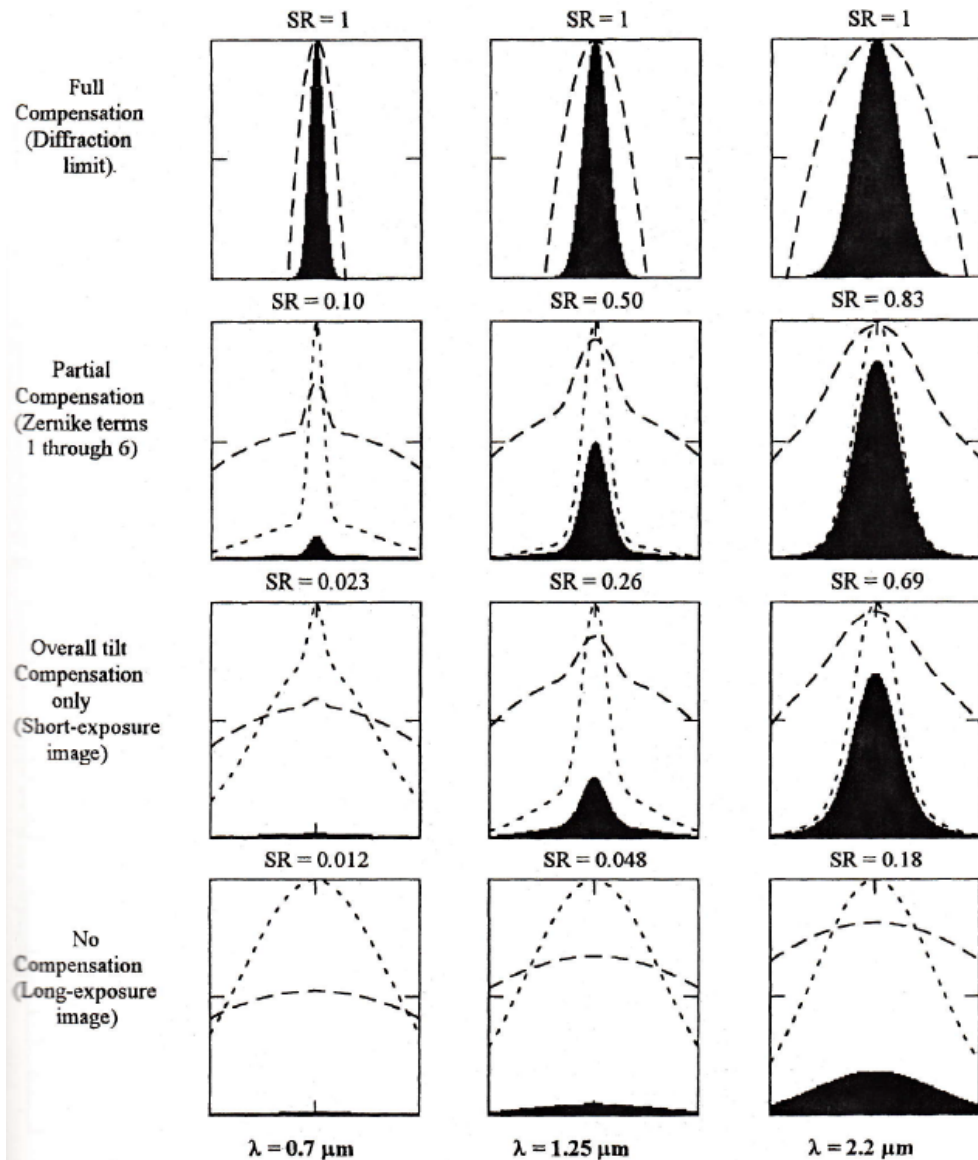 SR = 1
SR = 1
SR = 1
Full
Compensation
(Diffraction
limit).
SR = 0.10
SR = 0.50
SR = 0.83
Partial
Compensation
(Zernike terms
1 through 6)
SR = 0.023
SR = 0.26
SR = 0.69
Overall tilt
Compensation
only
(Short-exposure
image)
SR = 0.012
SR = 0.048
SR = 0.18
No
Compensation
(Long-exposure
image)
λ = 0.7 μm
λ = 1.25 μm
λ = 2.2 μm